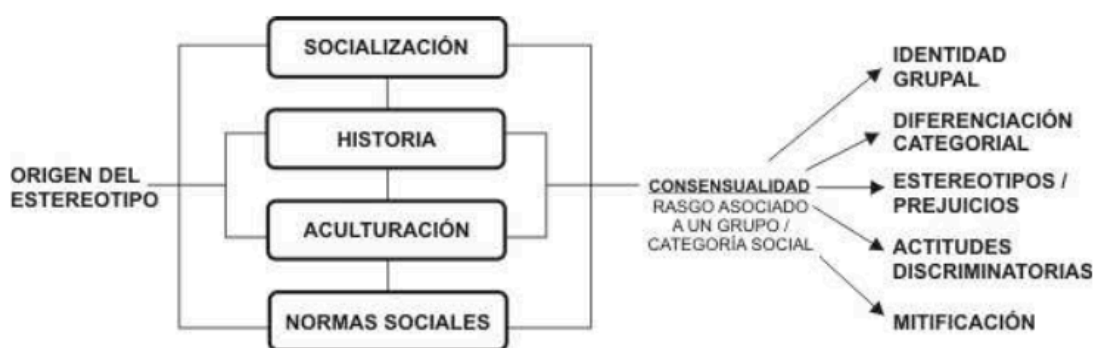 ORIGEN DEL
ESTEREOTIPO
SOCIALIZACIÓN
HISTORIA
ACULTURACIÓN
NORMAS SOCIALES
CONSENSUALIDAD
RASGO ASOCIADO
A UN GRUPO /
CATEGORÍA SOCIAL
IDENTIDAD
GRUPAL
DIFERENCIACIÓN
CATEGORIAL
ESTEREOTIPOS /
PREJUICIOS
ACTITUDES
DISCRIMINATORIAS
MITIFICACIÓN